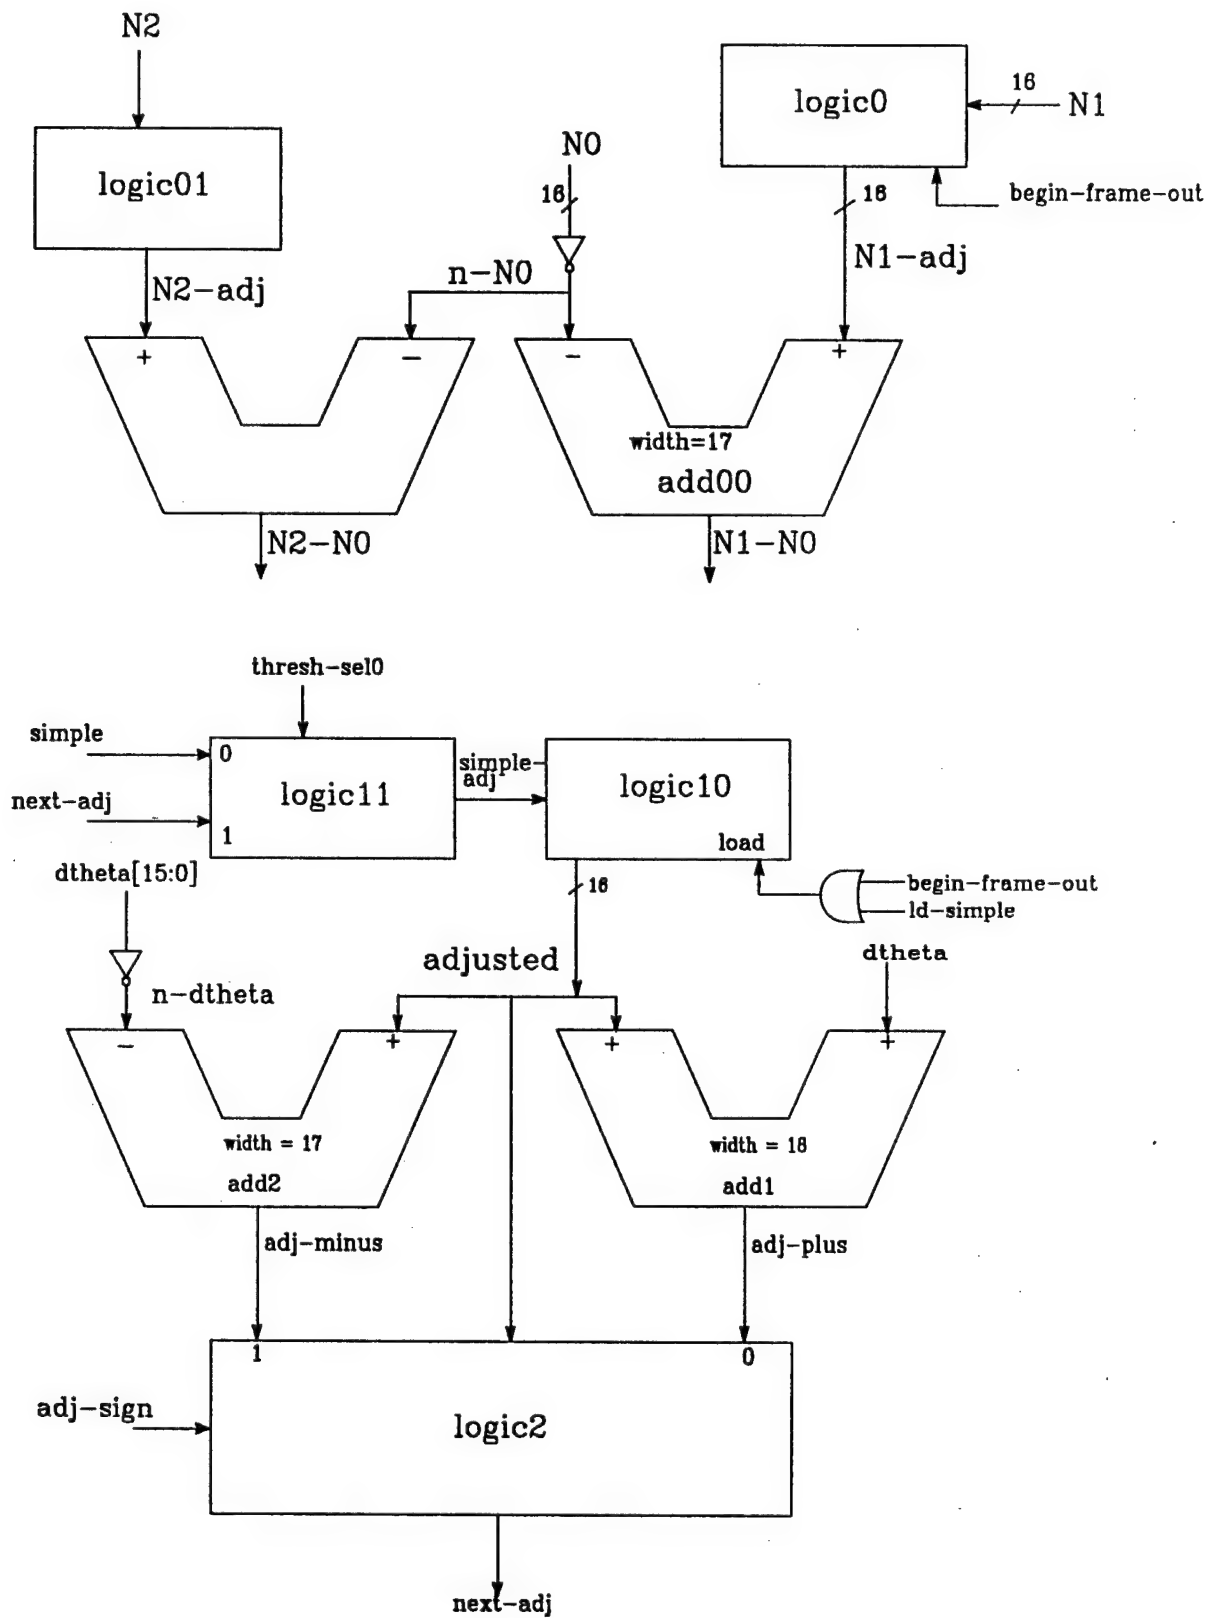 N2
logic0
16
N1
N0
logic01
16
16
begin-frame-out
N2-adj
n-N0
N1-adj
+
−
−
+
width=17
add00
N2-N0
N1-N0
thresh-sel0
simple
0
simple-
adj
logic11
logic10
next-adj
1
load
dtheta[15:0]
16
begin-frame-out
ld-simple
adjusted
dtheta
n-dtheta
−
+
+
+
width = 17
width = 16
add2
add1
adj-minus
adj-plus
1
0
adj-sign
logic2
next-adj